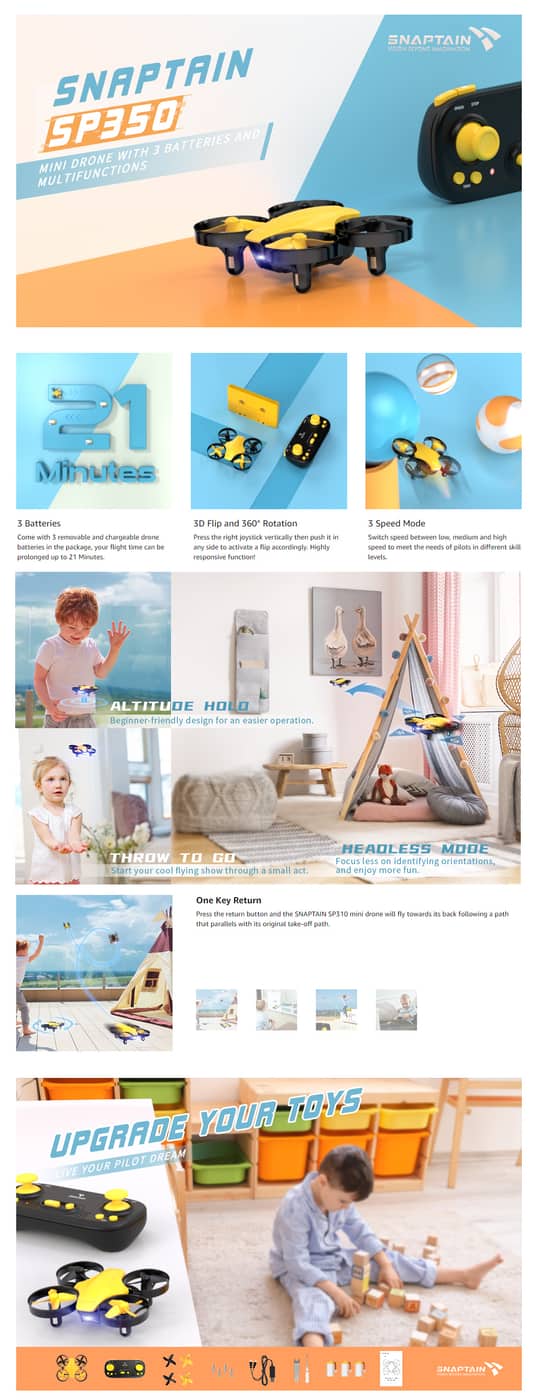 SNAPTAIN
VISION BEYOND IMAGINATION
SNAPTAIN
SP350
MINI DRONE WITH 3 BATTERIES AND
MULTIFUNCTIONS
21
Minutes
3 Batteries
Come with 3 removable and chargeable drone
batteries in the package, your flight time can be
prolonged up to 21 Minutes.
3D Flip and 360° Rotation
Press the right joystick vertically then push it in
any side to activate a flip accordingly. Highly
responsive function!
3 Speed Mode
Switch speed between low, medium and high
speed to meet the needs of pilots in different skill
levels.
ALTITUDE HOLD
Beginner-friendly design for an easier operation.
THROW TO GO
Start your cool flying show through a small act.
HEADLESS MODE
Focus less on identifying orientations,
and enjoy more fun.
One Key Return
Press the return button and the SNAPTAIN SP310 mini drone will fly towards its back following a path
that parallels with its original take-off path.
UPGRADE YOUR TOYS
LIVE YOUR PILOT DREAM
SNAPTAIN